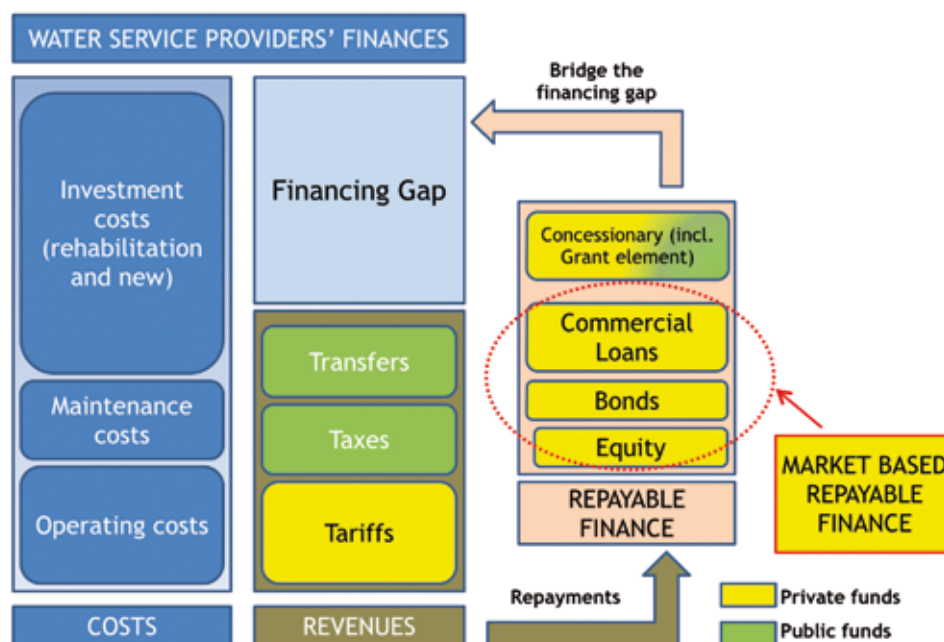 WATER SERVICE PROVIDERS' FINANCES
Investment
costs
(rehabilitation
and new)
Maintenance
costs
Operating costs
COSTS
Financing Gap
Transfers
Taxes
Tariffs
REVENUES
Bridge the
financing gap
Concessionary (incl.
Grant element)
Commercial
Loans
Bonds
Equity
REPAYABLE
FINANCE
Repayments
MARKET BASED
REPAYABLE
FINANCE
Private funds
Public funds